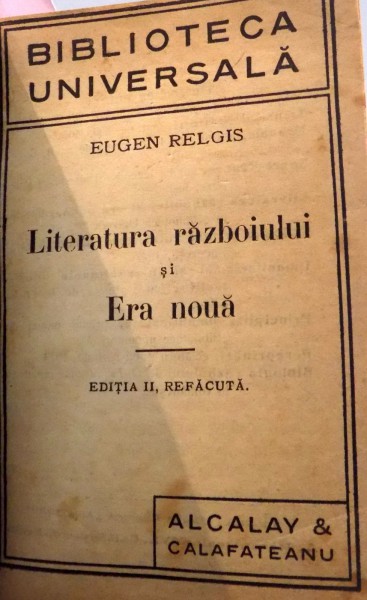 BIBLIOTECA
UNIVERSALĂ
EUGEN RELGIS
Literatura războiului
și
Era nouă
EDIȚIA II, REFĂCUTĂ.
ALCALAY &
CALAFATEANU